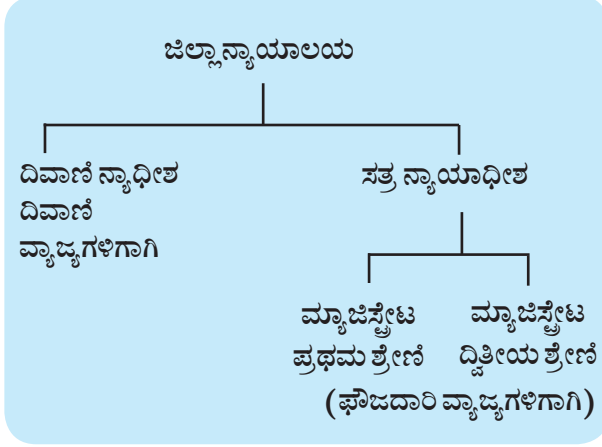 ಜಿಲ್ಲಾ ನ್ಯಾಯಾಲಯ
ದಿವಾಣಿ ನ್ಯಾಧೀಶ
ದಿವಾಣಿ
ವ್ಯಾಜ್ಯಗಳಿಗಾಗಿ
ಸತ್ರ ನ್ಯಾಯಾಧೀಶ
ಮ್ಯಾಜಿಸ್ಟ್ರೇಟ
ಪ್ರಥಮ ಶ್ರೇಣಿ
ಮ್ಯಾಜಿಸ್ಟ್ರೇಟ
ದ್ವಿತೀಯ ಶ್ರೇಣಿ
(ಫೌಜದಾರಿ ವ್ಯಾಜ್ಯಗಳಿಗಾಗಿ)